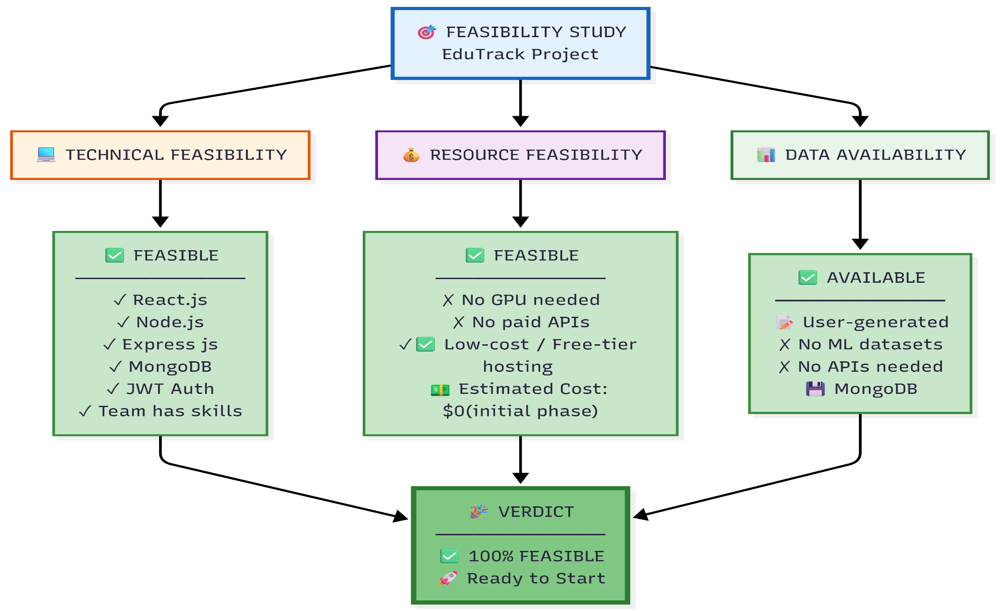 🎯 FEASIBILITY STUDY
EduTrack Project
💻 TECHNICAL FEASIBILITY
💰 RESOURCE FEASIBILITY
📊 DATA AVAILABILITY
✅ FEASIBLE
✓ React.js
✓ Node.js
✓ Express js
✓ MongoDB
✓ JWT Auth
✓ Team has skills
✅ FEASIBLE
✗ No GPU needed
✗ No paid APIs
✓ ✅ Low-cost / Free-tier
hosting
💵 Estimated Cost:
$0(initial phase)
✅ AVAILABLE
📝 User-generated
✗ No ML datasets
✗ No APIs needed
💾 MongoDB
🎉 VERDICT
✅ 100% FEASIBLE
🚀 Ready to Start